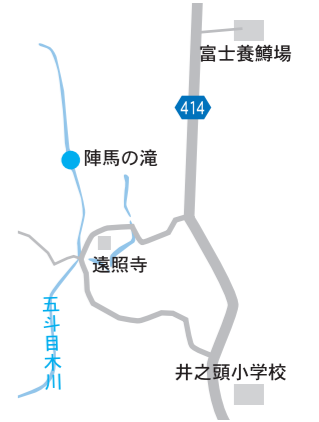 富士養鱒場
414
陣馬の滝
遠照寺
五斗目木川
井之頭小学校